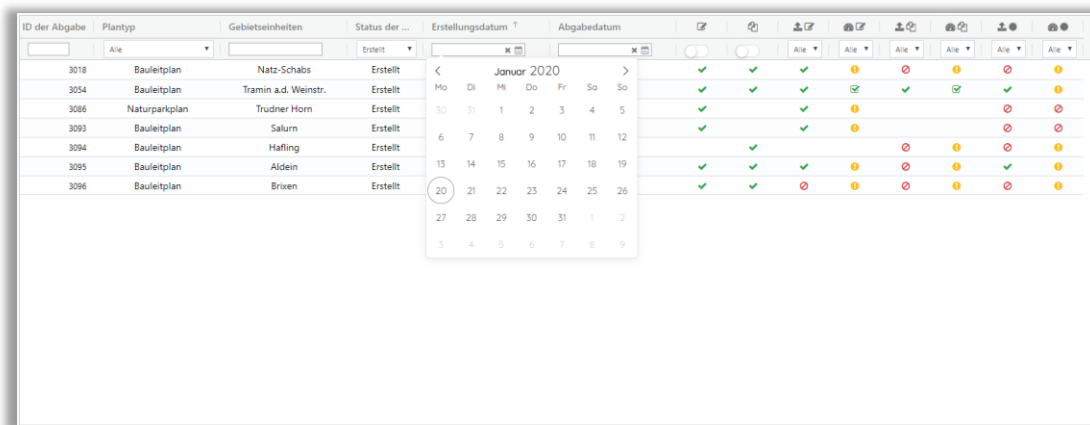 ID der Abgabe Plantyp Gebietseinheiten Status der ... Erstellungsdatum ↑ Abgabedatum
Alle Erstellt Alle Alle Alle Alle Alle Alle
3018 Bauleitplan Natz-Schabs Erstellt
3054 Bauleitplan Tramin a.d. Weinstr. Erstellt
3086 Naturparkplan Trudner Horn Erstellt
3093 Bauleitplan Salurn Erstellt
3094 Bauleitplan Hafling Erstellt
3095 Bauleitplan Aldein Erstellt
3096 Bauleitplan Brixen Erstellt
Januar 2020
Mo Di Mi Do Fr Sa So
30 31 1 2 3 4 5
6 7 8 9 10 11 12
13 14 15 16 17 18 19
20 21 22 23 24 25 26
27 28 29 30 31 1 2
3 4 5 6 7 8 9